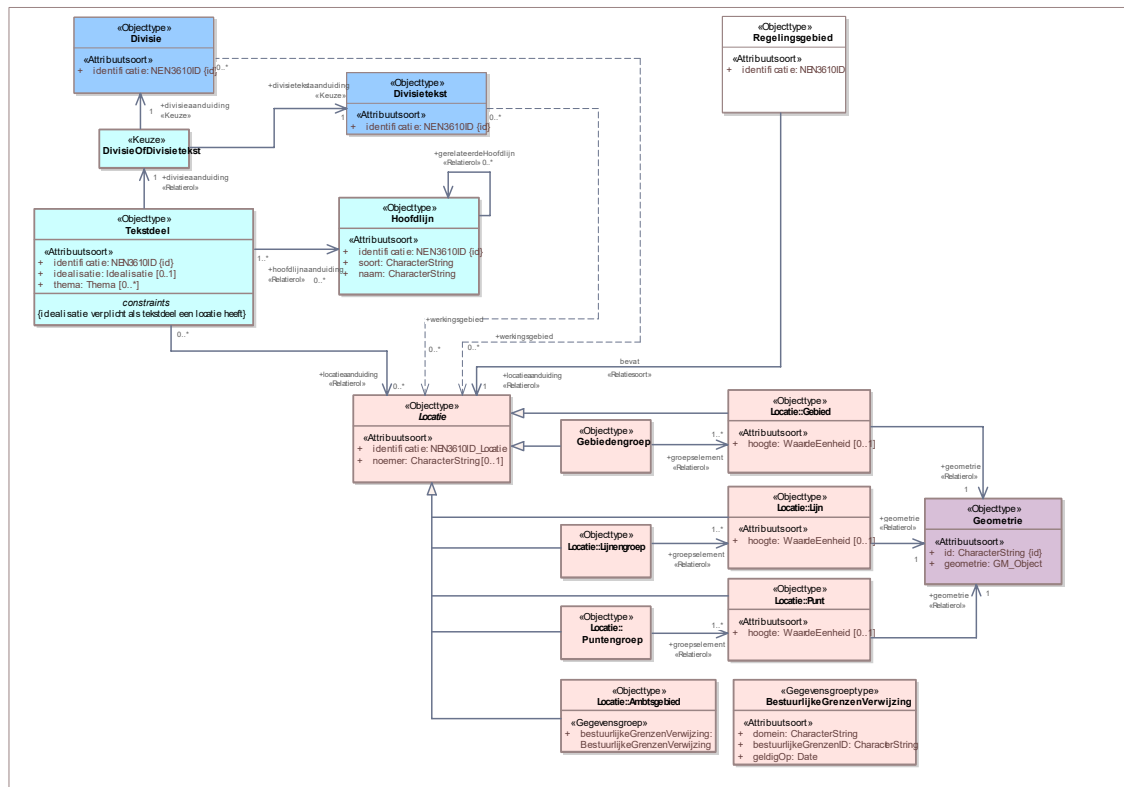 «Objecttype»
Divisie
«Attribuutsoort»
+ identificatie: NEN3610ID {id}
0..*
«Objecttype»
Regelingsgebied
«Attribuutsoort»
+ identificatie: NEN3610ID
+divisieaanduiding
«Keuze»
1
+divisietekstaanduiding
«Keuze»
1
«Objecttype»
Divisietekst
«Attribuutsoort»
+ identificatie: NEN3610ID {id}
0..*
«Keuze»
DivisieOfDivisietekst
1
+divisieaanduiding
«Relatierol»
+gerelateerdeHoofdlijn
«Relatierol» 0..*
«Objecttype»
Tekstdeel
«Attribuutsoort»
+ identificatie: NEN3610ID {id}
+ idealisatie: Idealisatie [0..1]
+ thema: Thema [0..*]
constraints
{idealisatie verplicht als tekstdeel een locatie heeft}
1..*
+hoofdlijnaanduiding
«Relatierol» 0..*
«Objecttype»
Hoofdlijn
«Attribuutsoort»
+ identificatie: NEN3610ID {id}
+ soort: CharacterString
+ naam: CharacterString
0..*
+werkingsgebied
0..*
+werkingsgebied
0..*
+locatieaanduiding
«Relatierol»
0..*
bevat
«Relatiesoort»
+locatieaanduiding
«Relatierol»
1
«Objecttype»
Locatie
«Attribuutsoort»
+ identificatie: NEN3610ID_Locatie
+ noemer: CharacterString[0..1]
«Objecttype»
Gebiedengroep
1..*
+groepselement
«Relatierol»
«Objecttype»
Locatie::Gebied
«Attribuutsoort»
+ hoogte: WaardeEenheid [0..1]
+geometrie
«Relatierol»
1
«Objecttype»
Locatie::Lijnengroep
1..*
+groepselement
«Relatierol»
«Objecttype»
Locatie::Lijn
«Attribuutsoort»
+ hoogte: WaardeEenheid [0..1]
+geometrie
«Relatierol»
1
«Objecttype»
Geometrie
«Attribuutsoort»
+ id: CharacterString {id}
+ geometrie: GM_Object
«Objecttype»
Locatie::
Puntengroep
1..*
+groepselement
«Relatierol»
«Objecttype»
Locatie::Punt
«Attribuutsoort»
+ hoogte: WaardeEenheid [0..1]
+geometrie
«Relatierol»
1
«Objecttype»
Locatie::Ambtsgebied
«Gegevensgroep»
+ bestuurlijkeGrenzenVerwijzing:
BestuurlijkeGrenzenVerwijzing
«Gegevensgroeptype»
BestuurlijkeGrenzenVerwijzing
«Attribuutsoort»
+ domein: CharacterString
+ bestuurlijkeGrenzenID: CharacterString
+ geldigOp: Date